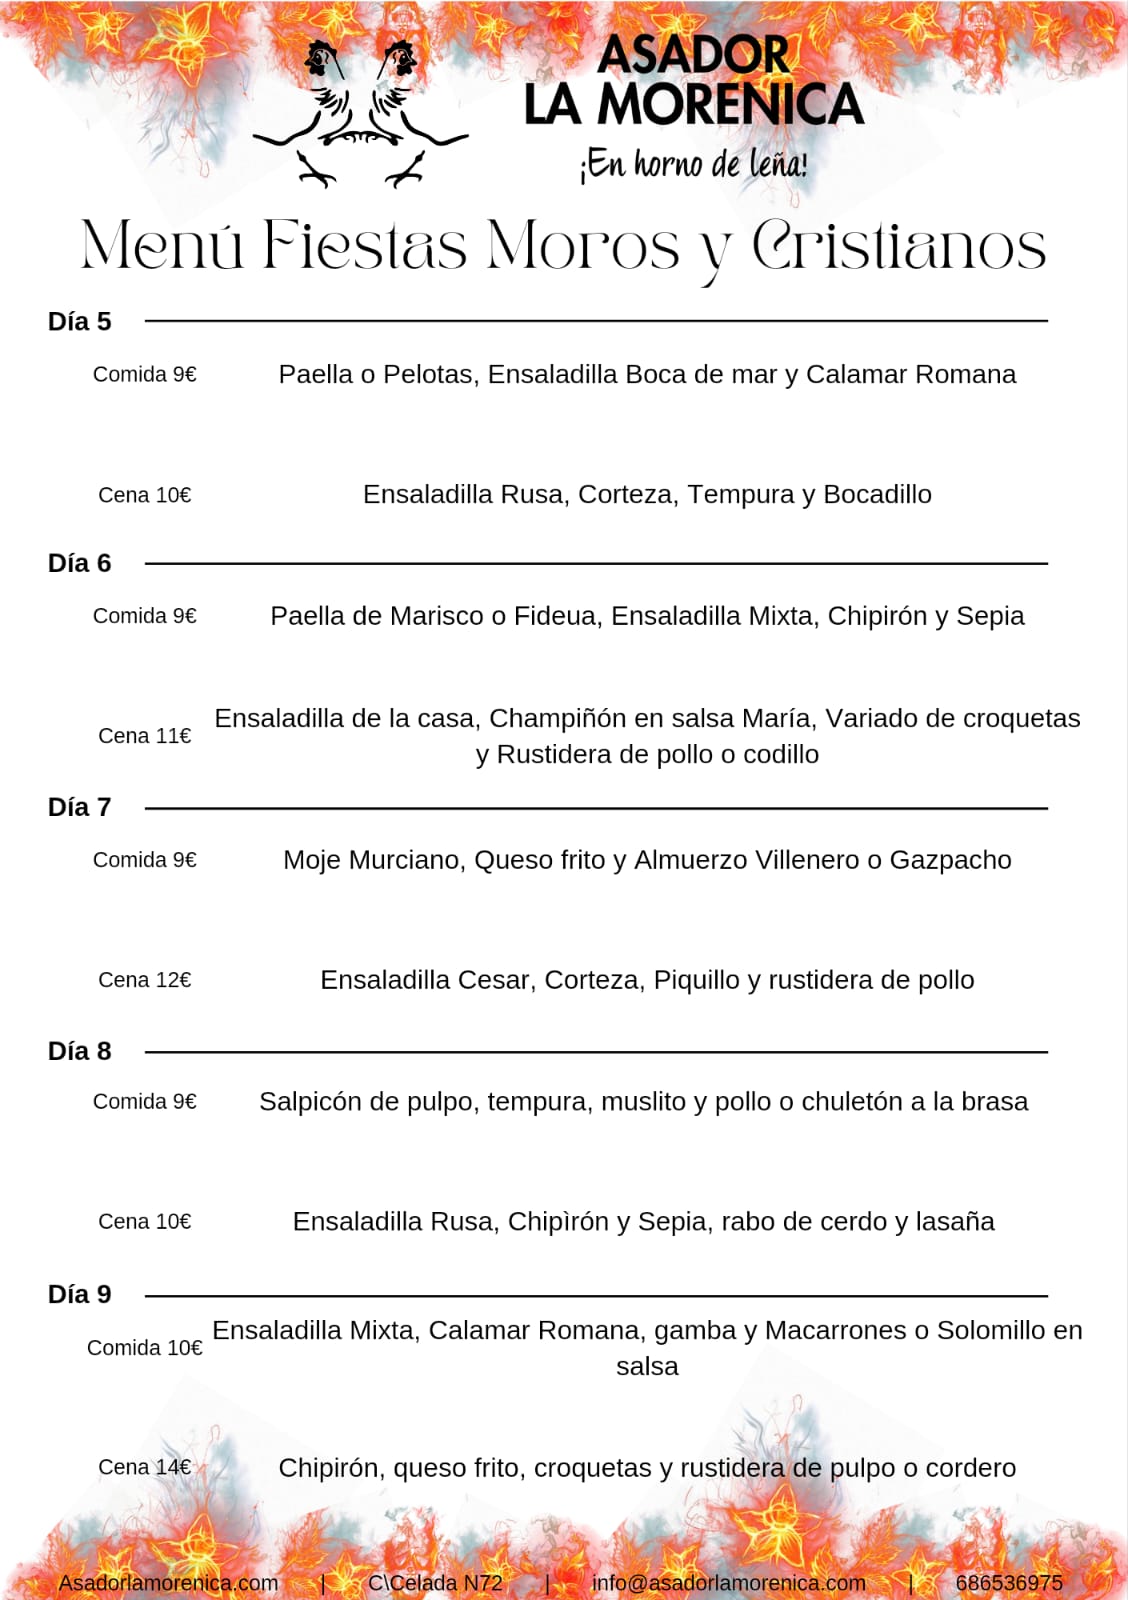 ASADOR
LA MORENICA
¡En horno de leña!
Menú Fiestas Moros y Cristianos
Día 5
Comida 9€
Paella o Pelotas, Ensaladilla Boca de mar y Calamar Romana
Cena 10€
Ensaladilla Rusa, Corteza, Tempura y Bocadillo
Día 6
Comida 9€
Paella de Marisco o Fideua, Ensaladilla Mixta, Chipirón y Sepia
Cena 11€
Ensaladilla de la casa, Champiñón en salsa María, Variado de croquetas
y Rustidera de pollo o codillo
Día 7
Comida 9€
Moje Murciano, Queso frito y Almuerzo Villenero o Gazpacho
Cena 12€
Ensaladilla Cesar, Corteza, Piquillo y rustidera de pollo
Día 8
Comida 9€
Salpicón de pulpo, tempura, muslito y pollo o chuletón a la brasa
Cena 10€
Ensaladilla Rusa, Chipìrón y Sepia, rabo de cerdo y lasaña
Día 9
Comida 10€
Ensaladilla Mixta, Calamar Romana, gamba y Macarrones o Solomillo en
salsa
Cena 14€
Chipirón, queso frito, croquetas y rustidera de pulpo o cordero
Asadorlamorenica.com | C\Celada N72 | info@asadorlamorenica.com | 686536975